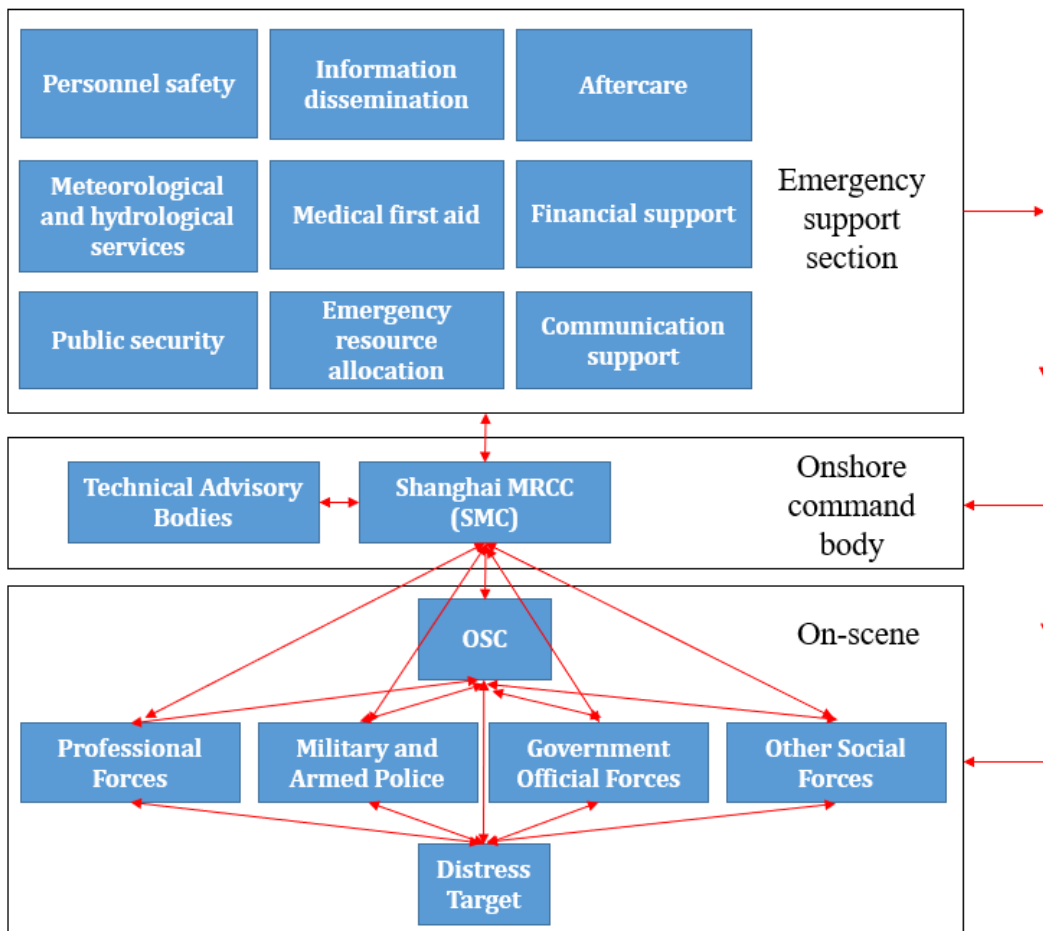 Personnel safety
Information
dissemination
Aftercare
Meteorological
and hydrological
services
Medical first aid
Financial support
Public security
Emergency
resource
allocation
Communication
support
Emergency
support
section
Technical Advisory
Bodies
Shanghai MRCC
(SMC)
Onshore
command
body
OSC
On-scene
Professional
Forces
Military and
Armed Police
Government
Official Forces
Other Social
Forces
Distress
Target